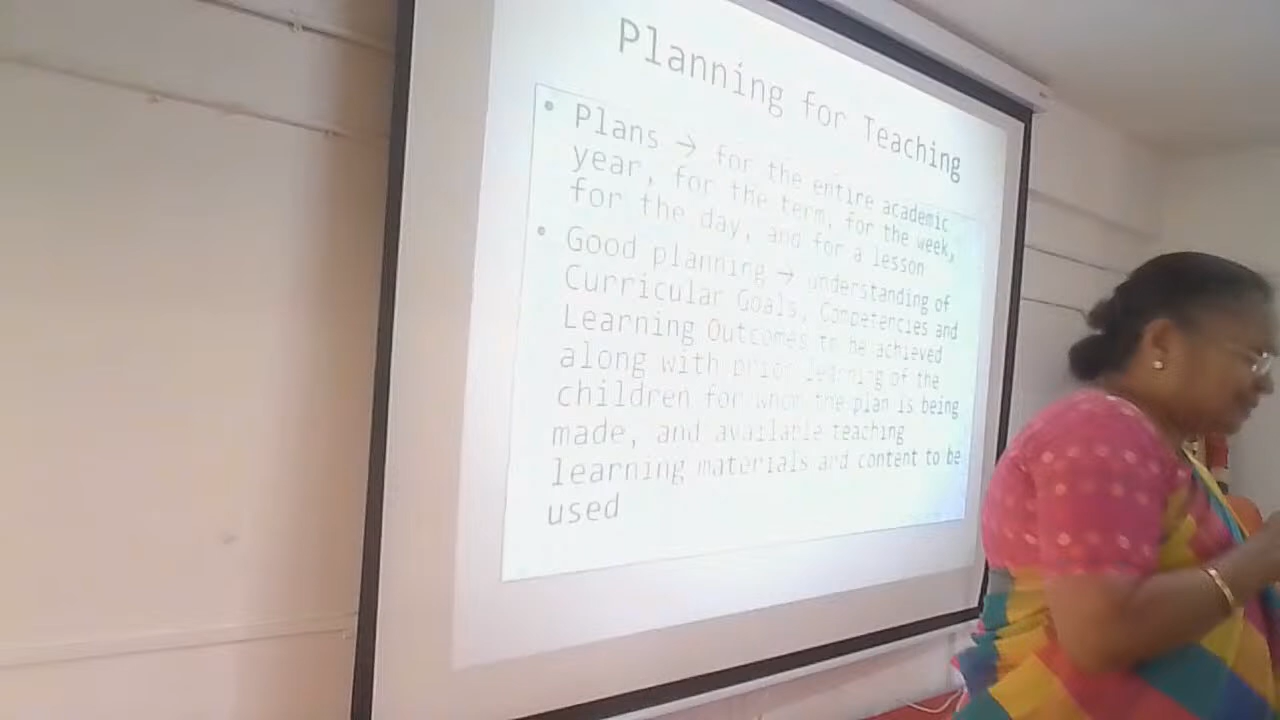 Planning for Teaching
• Plans → for the entire academic
year, for the term, for the week,
for the day, and for a lesson
• Good planning → understanding of
Curricular Goals, Competencies and
Learning Outcomes to be achieved
along with prior learning of the
children for whom the plan is being
made, and available teaching
learning materials and content to be
used